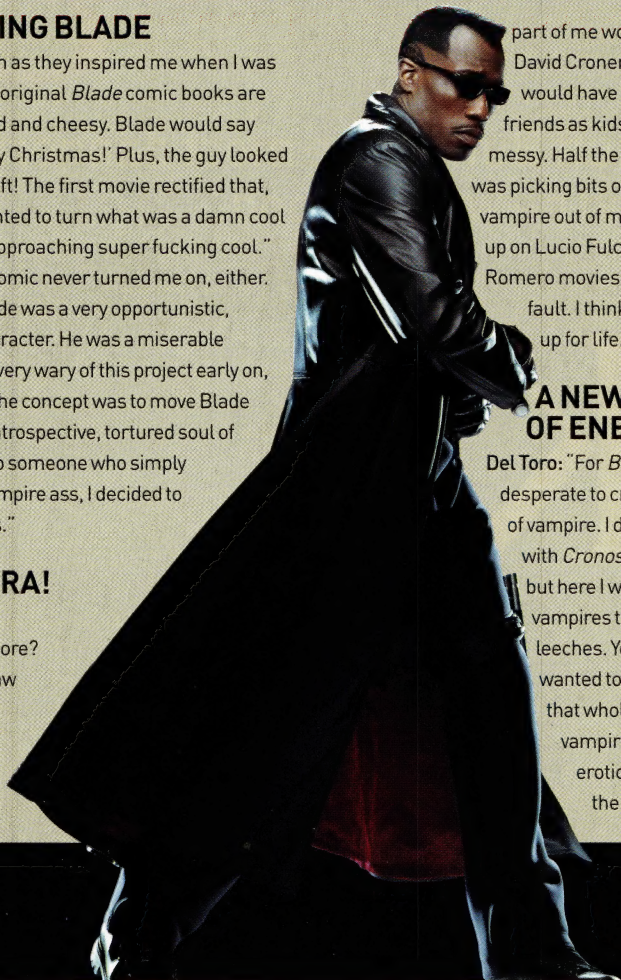 ING BLADE
n as they inspired me when I was
original Blade comic books are
d and cheesy. Blade would say
y Christmas!’ Plus, the guy looked
ft! The first movie rectified that,
nted to turn what was a damn cool
pproaching super fucking cool.”
omic never turned me on, either.
de was a very opportunistic,
racter. He was a miserable
very wary of this project early on,
he concept was to move Blade
trospective, tortured soul of
o someone who simply
mpire ass, I decided to
s.”
RA!
ore?
aw
part of me wo
David Croner
would have
friends as kids
messy. Half the
was picking bits o
vampire out of m
up on Lucio Fulc
Romero movies
fault. I think
up for life.
A NEW
OF ENE
Del Toro: “For B
desperate to cr
of vampire. I d
with Cronos
but here I w
vampires t
leeches. Yo
wanted to
that whol
vampir
erotic
the